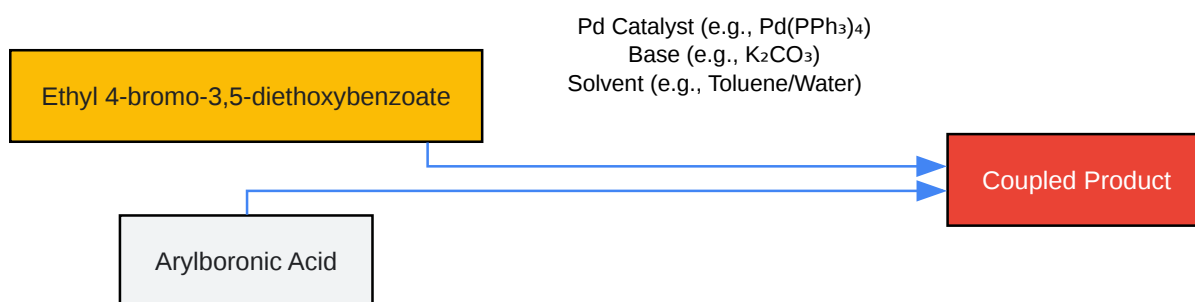 Pd Catalyst (e.g., Pd(PPh₃)₄)
Base (e.g., K₂CO₃)
Solvent (e.g., Toluene/Water)
Ethyl 4-bromo-3,5-diethoxybenzoate
Coupled Product
Arylboronic Acid